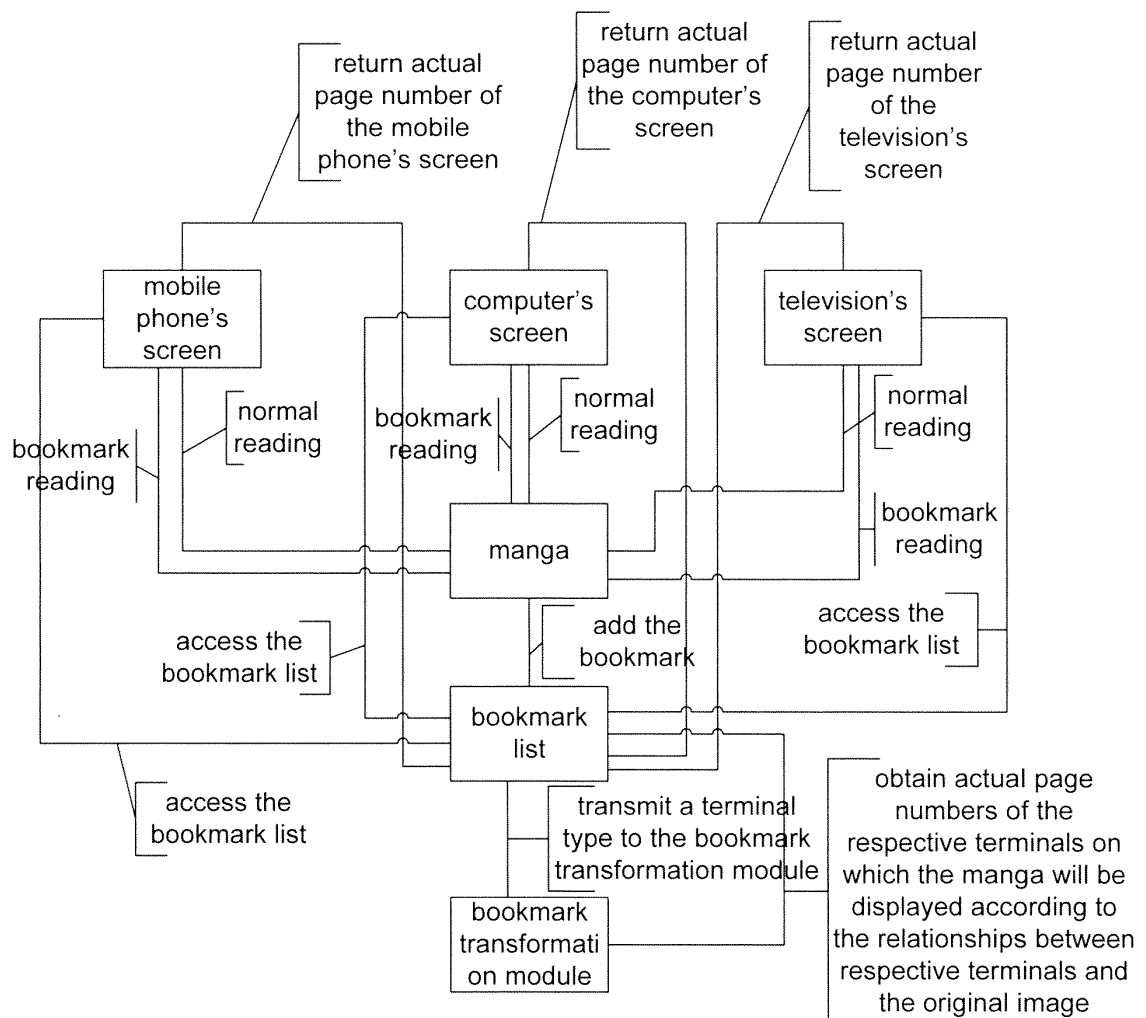 return actual
page number of
the mobile
phone's screen
return actual
page number of
the computer's
screen
return actual
page number
of the
television's
screen
mobile
phone's
screen
computer's
screen
television's
screen
bookmark
reading
normal
reading
bookmark
reading
normal
reading
normal
reading
bookmark
reading
manga
access the
bookmark list
add the
bookmark
access the
bookmark list
bookmark
list
access the
bookmark list
transmit a terminal
type to the bookmark
transformation module
obtain actual page
numbers of the
respective terminals on
which the manga will be
displayed according to
the relationships between
respective terminals and
the original image
bookmark
transformati
on module